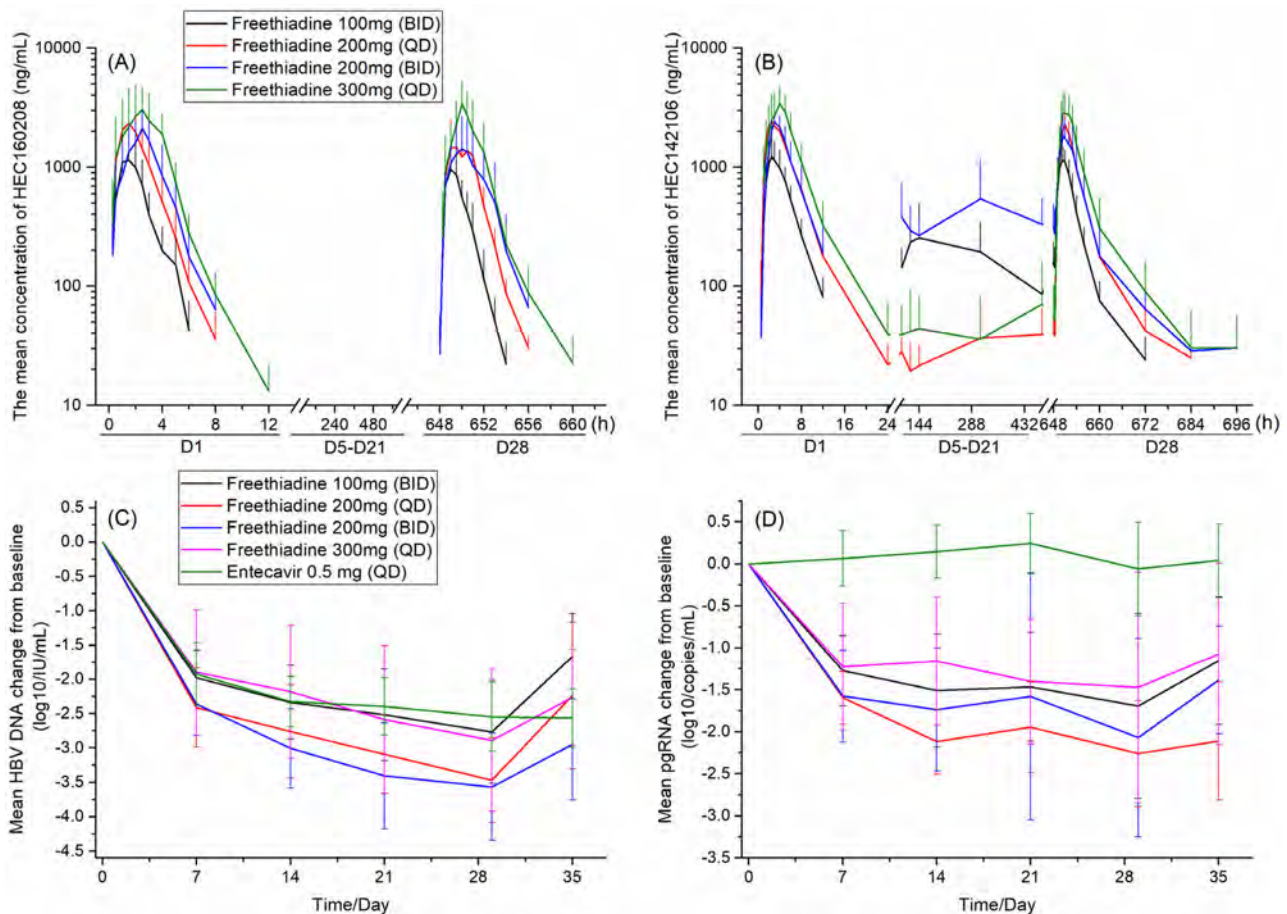 Freethiadine 100mg (BID)
Freethiadine 200mg (QD)
Freethiadine 200mg (BID)
Freethiadine 300mg (QD)
(A)
The mean concentration of HEC160208 (ng/mL)
10000
1000
100
10
0 4 8 12 240 480 648 652 656 660 (h)
D1 D5-D21 D28
(B)
The mean concentration of HEC142106 (ng/mL)
10000
1000
100
10
0 8 16 24 144 288 432 648 660 672 684 696 (h)
D1 D5-D21 D28
Freethiadine 100mg (BID)
Freethiadine 200mg (QD)
Freethiadine 200mg (BID)
Freethiadine 300mg (QD)
Entecavir 0.5 mg (QD)
(C)
Mean HBV DNA change from baseline
(log10/IU/mL)
0.5
0.0
-0.5
-1.0
-1.5
-2.0
-2.5
-3.0
-3.5
-4.0
-4.5
0 7 14 21 28 35
Time/Day
(D)
Mean pgRNA change from baseline
(log10/copies/mL)
0.5
0.0
-0.5
-1.0
-1.5
-2.0
-2.5
-3.0
-3.5
0 7 14 21 28 35
Time/Day